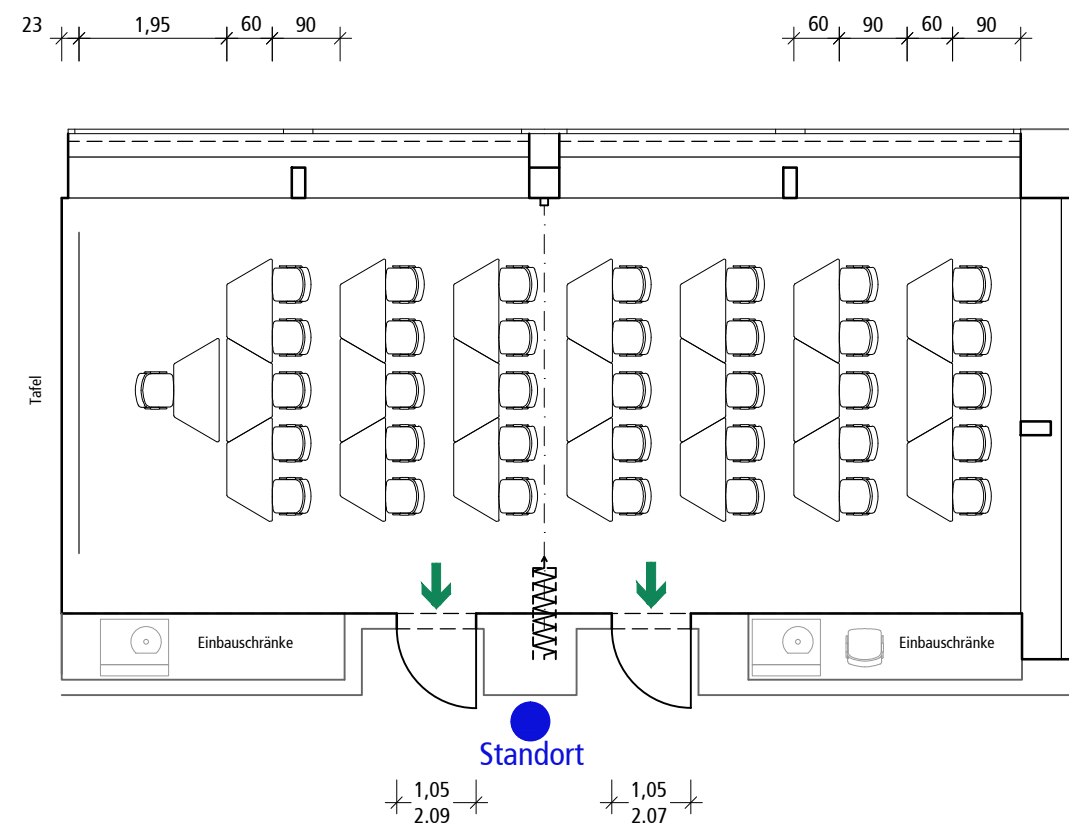 23 1,95 60 90 60 90 60 90
Tafel
Einbauschränke Einbauschränke
Standort
1,05 1,05
2.09 2.07